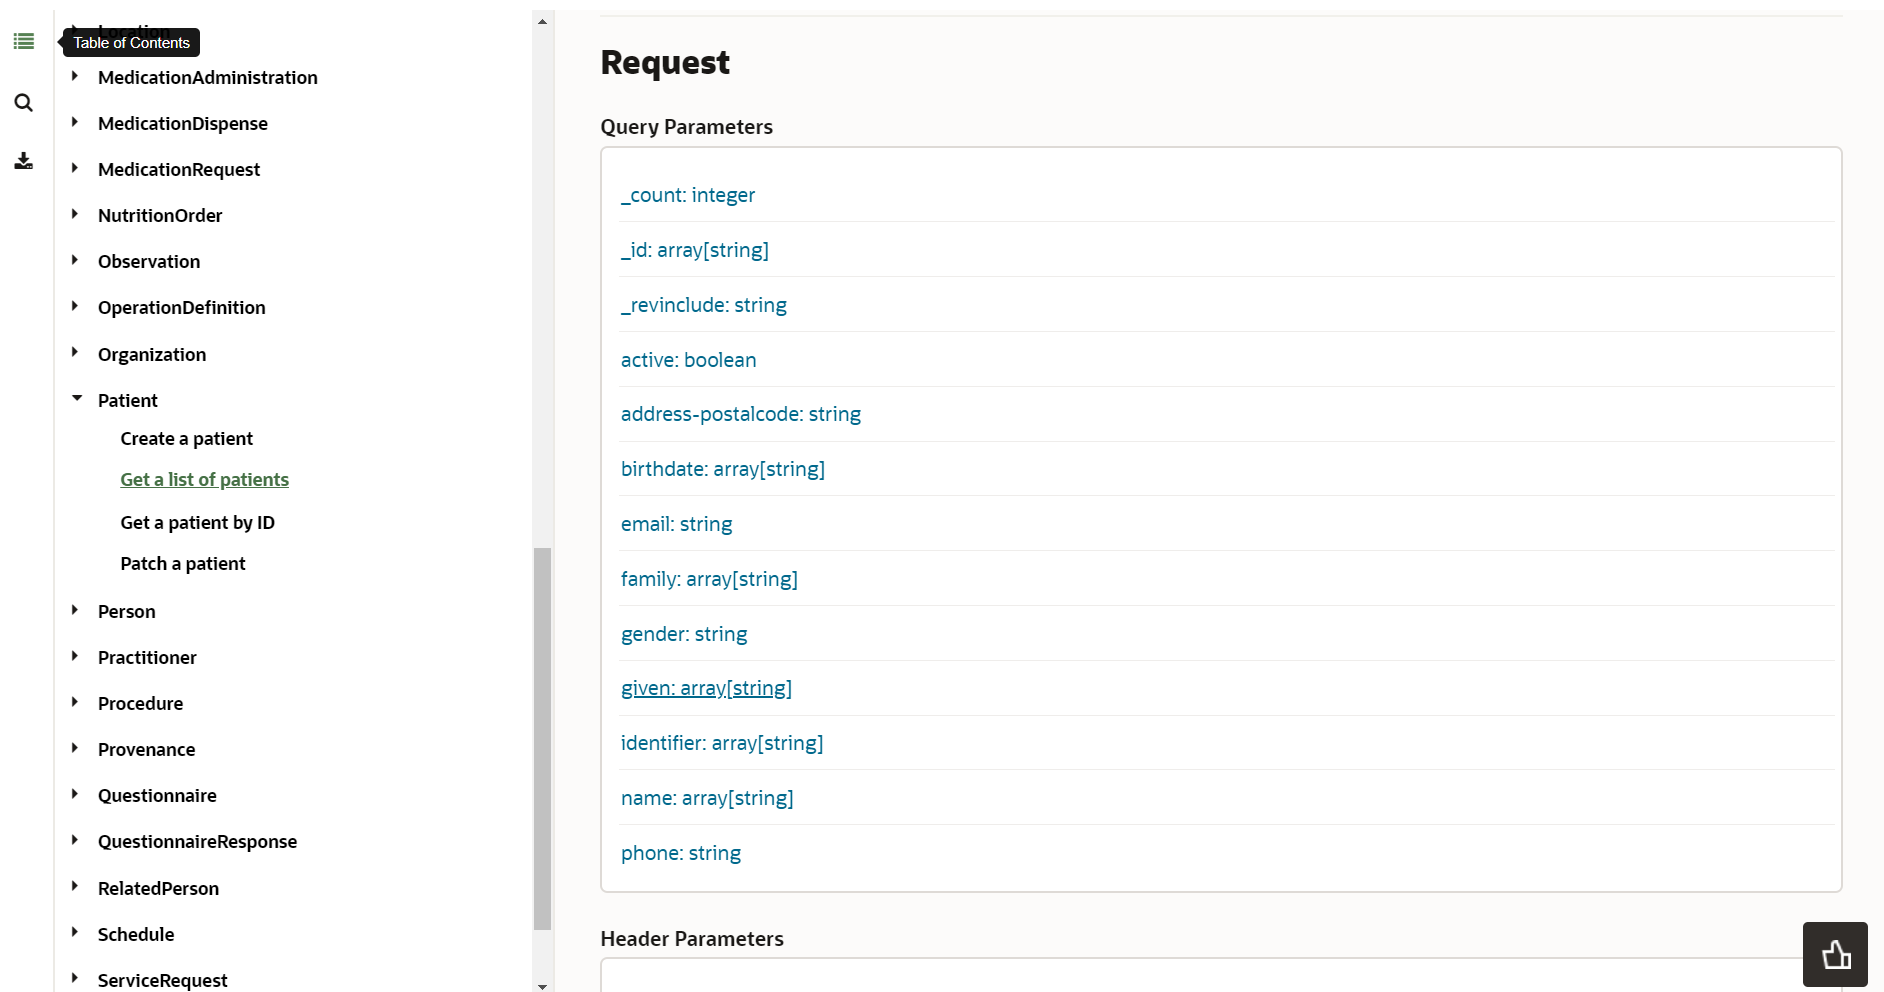 Location
Table of Contents
MedicationAdministration
MedicationDispense
MedicationRequest
NutritionOrder
Observation
OperationDefinition
Organization
Patient
Create a patient
Get a list of patients
Get a patient by ID
Patch a patient
Person
Practitioner
Procedure
Provenance
Questionnaire
QuestionnaireResponse
RelatedPerson
Schedule
ServiceRequest
Request
Query Parameters
_count: integer
_id: array[string]
_revinclude: string
active: boolean
address-postalcode: string
birthdate: array[string]
email: string
family: array[string]
gender: string
given: array[string]
identifier: array[string]
name: array[string]
phone: string
Header Parameters